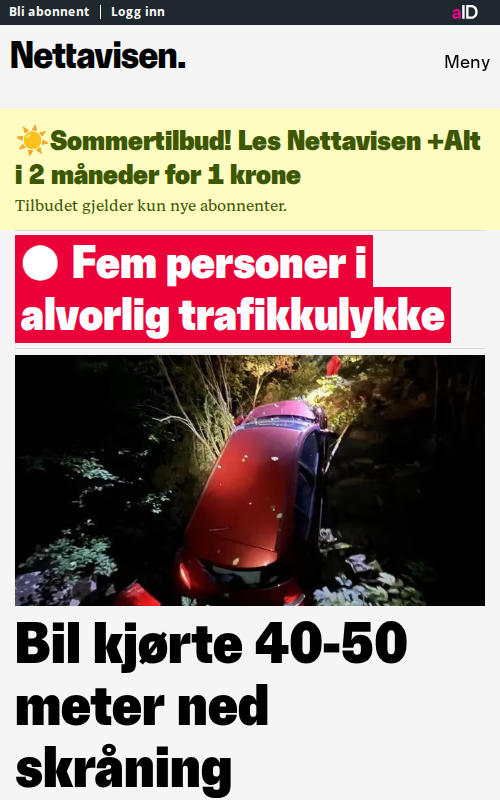 Bli abonnent
Logg inn
aID
Nettavisen.
Meny
Sommertilbud! Les Nettavisen +Alt
i 2 måneder for 1 krone
Tilbudet gjelder kun nye abonnenter.
Fem personer i
alvorlig trafikkulykke
Bil kjørte 40-50
meter ned
skråning